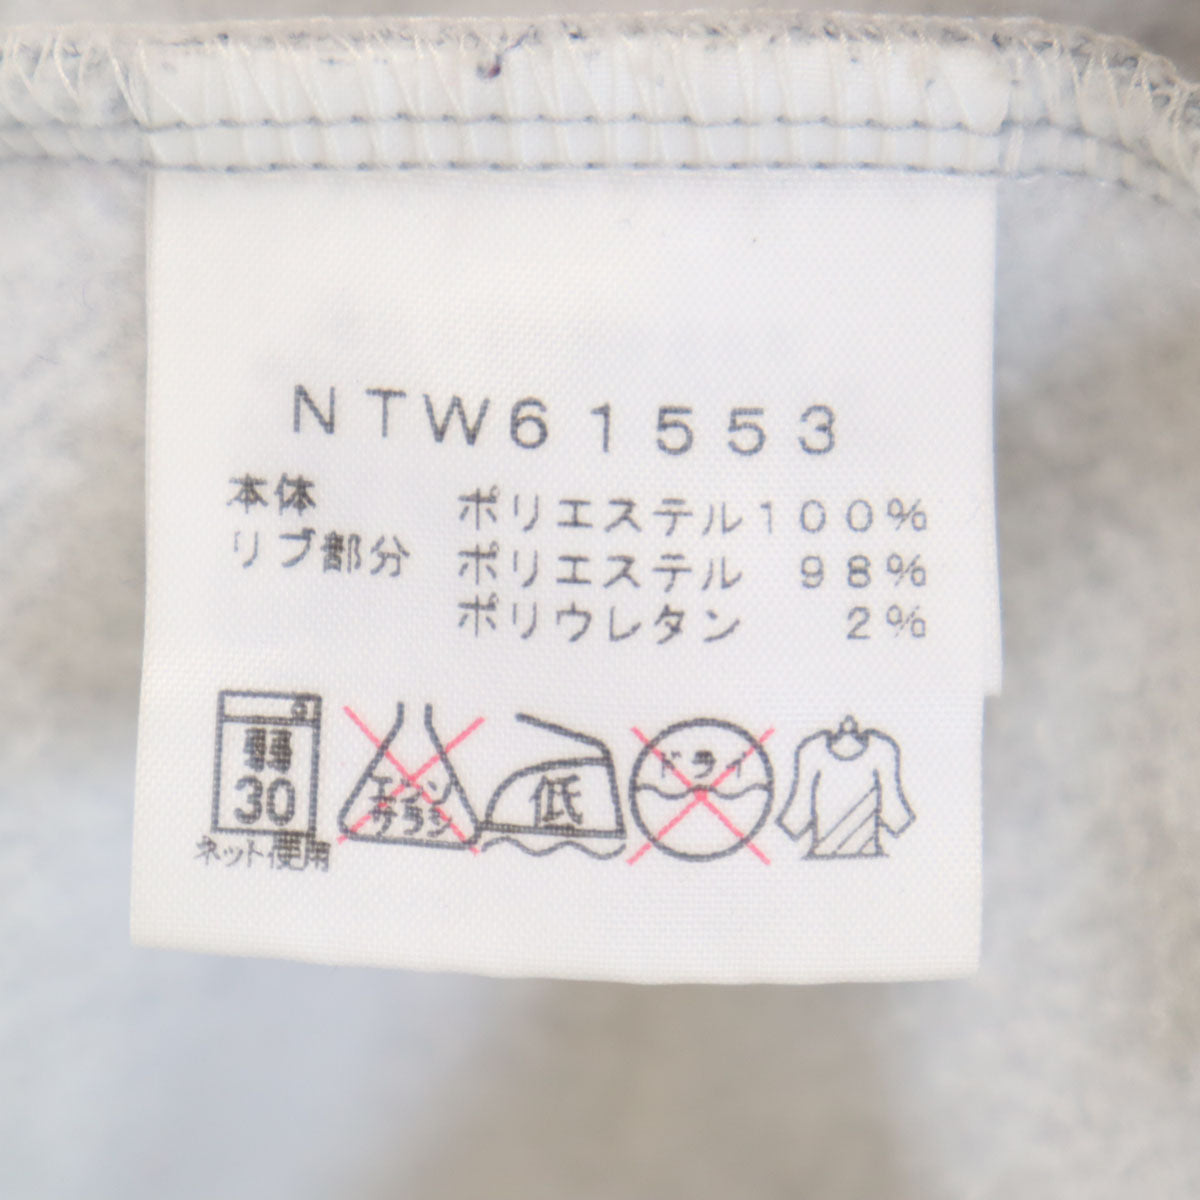 NTW61553
本体 ポリエステル100%
リブ部分 ポリエステル 98%
ポリウレタン 2%
弱
30
ネット使用
エンソ
サラシ
低
ドライ